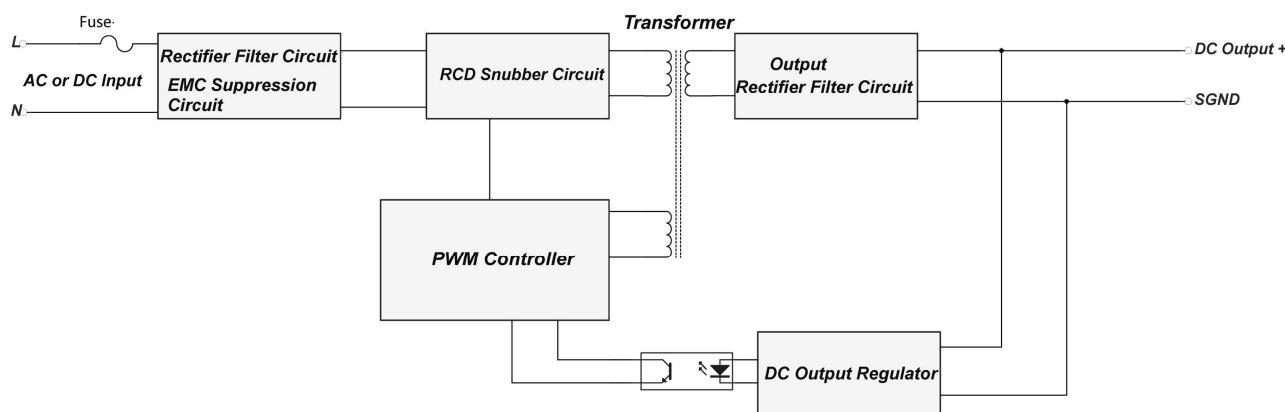 Fuse·
Transformer
L
Rectifier Filter Circuit
EMC Suppression
Circuit
RCD Snubber Circuit
Output
Rectifier Filter Circuit
DC Output +
AC or DC Input
N
SGND
PWM Controller
DC Output Regulator